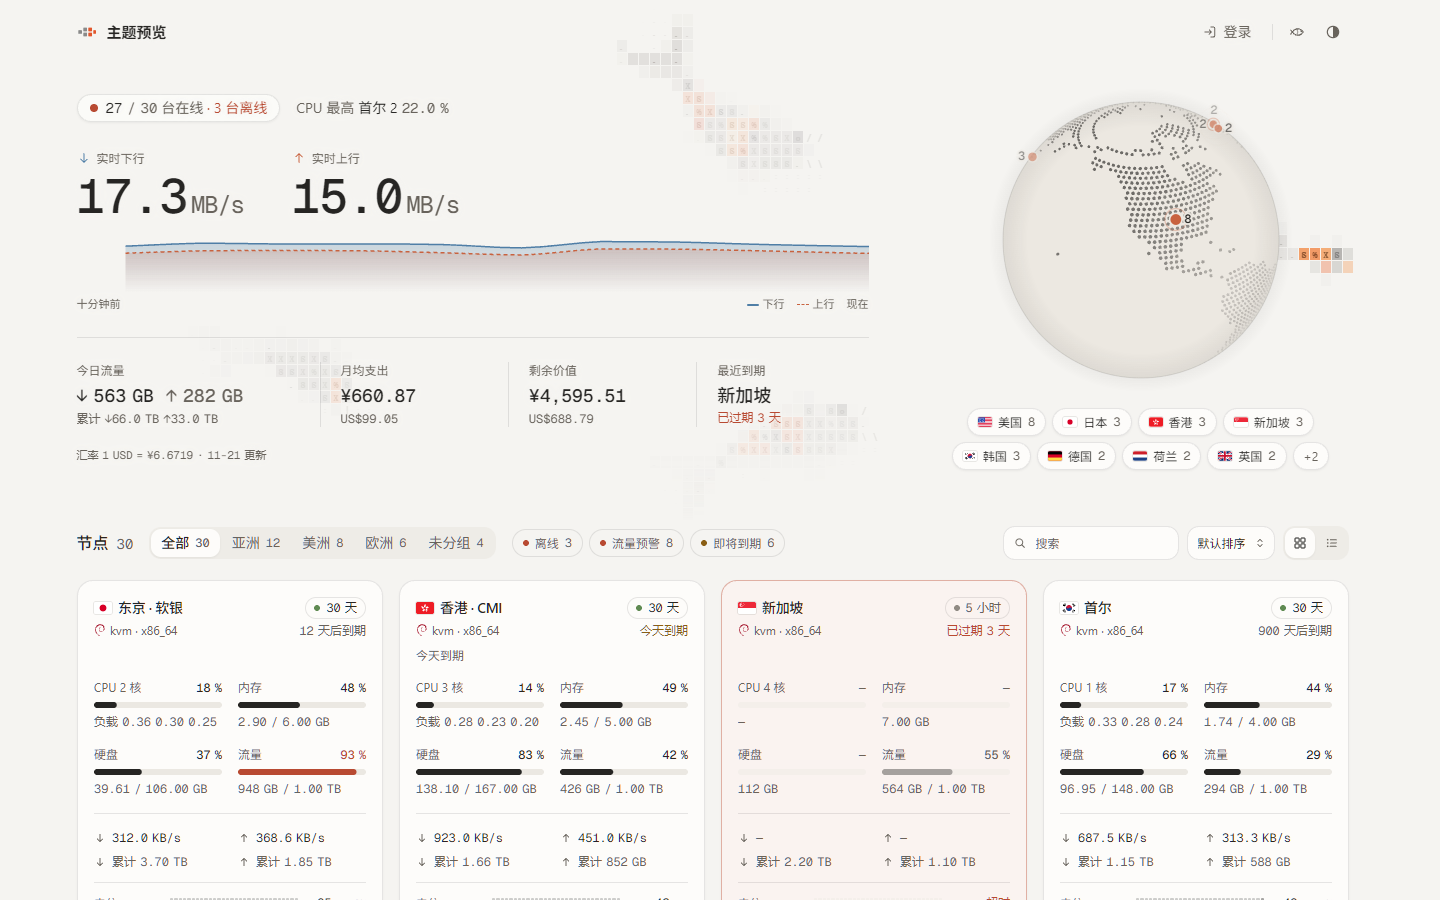 主题预览
登录
27 / 30 台在线 · 3 台离线
CPU 最高 首尔 2 22.0 %
↓ 实时下行
↑ 实时上行
17.3 MB/s
15.0 MB/s
十分钟前
下行
上行
现在
今日流量
↓ 563 GB ↑ 282 GB
累计 ↓66.0 TB ↑33.0 TB
月均支出
¥660.87
US$99.05
剩余价值
¥4,595.51
US$688.79
最近到期
新加坡
已过期 3 天
汇率 1 USD = ¥6.6719 · 11-21 更新
2
2
2
3
8
美国 8
日本 3
香港 3
新加坡 3
韩国 3
德国 2
荷兰 2
英国 2
+2
节点 30
全部 30
亚洲 12
美洲 8
欧洲 6
未分组 4
离线 3
流量预警 8
即将到期 6
搜索
默认排序
东京 · 软银
30 天
kvm · x86_64
12 天后到期
CPU 2 核 18 %
内存 48 %
负载 0.36 0.30 0.25
2.90 / 6.00 GB
硬盘 37 %
流量 93 %
39.61 / 106.00 GB
948 GB / 1.00 TB
↓ 312.0 KB/s
↑ 368.6 KB/s
↓ 累计 3.70 TB
↑ 累计 1.85 TB
香港 · CMI
30 天
kvm · x86_64
今天到期
今天到期
CPU 3 核 14 %
内存 49 %
负载 0.28 0.23 0.20
2.45 / 5.00 GB
硬盘 83 %
流量 42 %
138.10 / 167.00 GB
426 GB / 1.00 TB
↓ 923.0 KB/s
↑ 451.0 KB/s
↓ 累计 1.66 TB
↑ 累计 852 GB
新加坡
5 小时
kvm · x86_64
已过期 3 天
CPU 4 核 –
内存 –
–
7.00 GB
硬盘 –
流量 55 %
112 GB
564 GB / 1.00 TB
↓ –
↑ –
↓ 累计 2.20 TB
↑ 累计 1.10 TB
首尔
30 天
kvm · x86_64
900 天后到期
CPU 1 核 17 %
内存 44 %
负载 0.33 0.28 0.24
1.74 / 4.00 GB
硬盘 66 %
流量 29 %
96.95 / 148.00 GB
294 GB / 1.00 TB
↓ 687.5 KB/s
↑ 313.3 KB/s
↓ 累计 1.15 TB
↑ 累计 588 GB